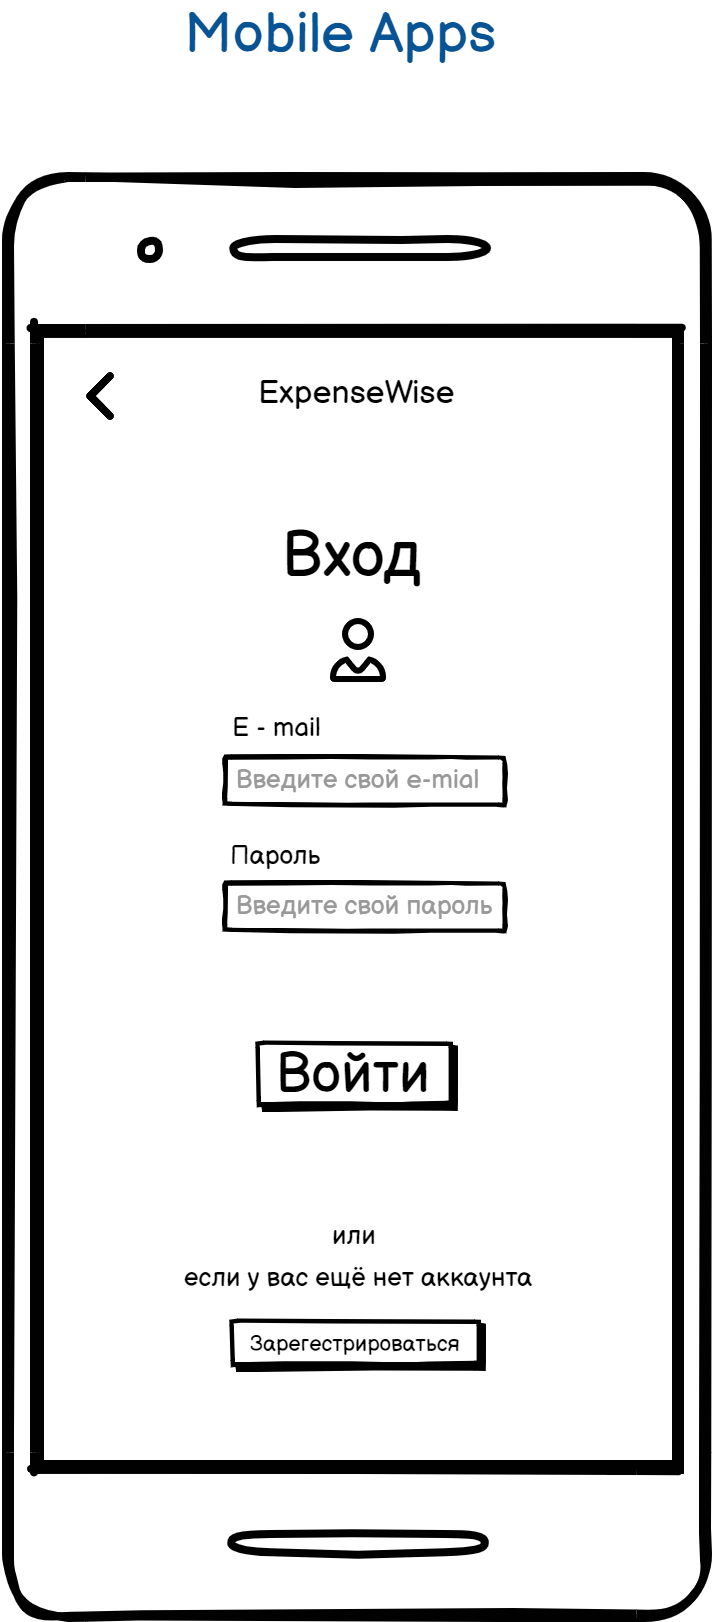 Mobile Apps
ExpenseWise
Вход
E - mail
Введите свой e-mial
Пароль
Введите свой пароль
Войти
или
если у вас ещё нет аккаунта
Зарегестрироваться